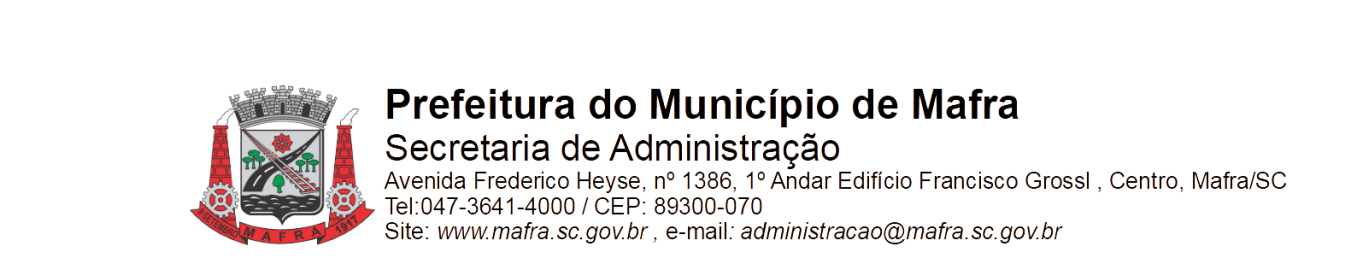 Prefeitura do Município de Mafra
Secretaria de Administração
Avenida Frederico Heyse, nº 1386, 1º Andar Edifício Francisco Grossl , Centro, Mafra/SC
Tel:047-3641-4000 / CEP: 89300-070
Site: www.mafra.sc.gov.br , e-mail: administracao@mafra.sc.gov.br
8 SETEMBRO MAFRA 1917